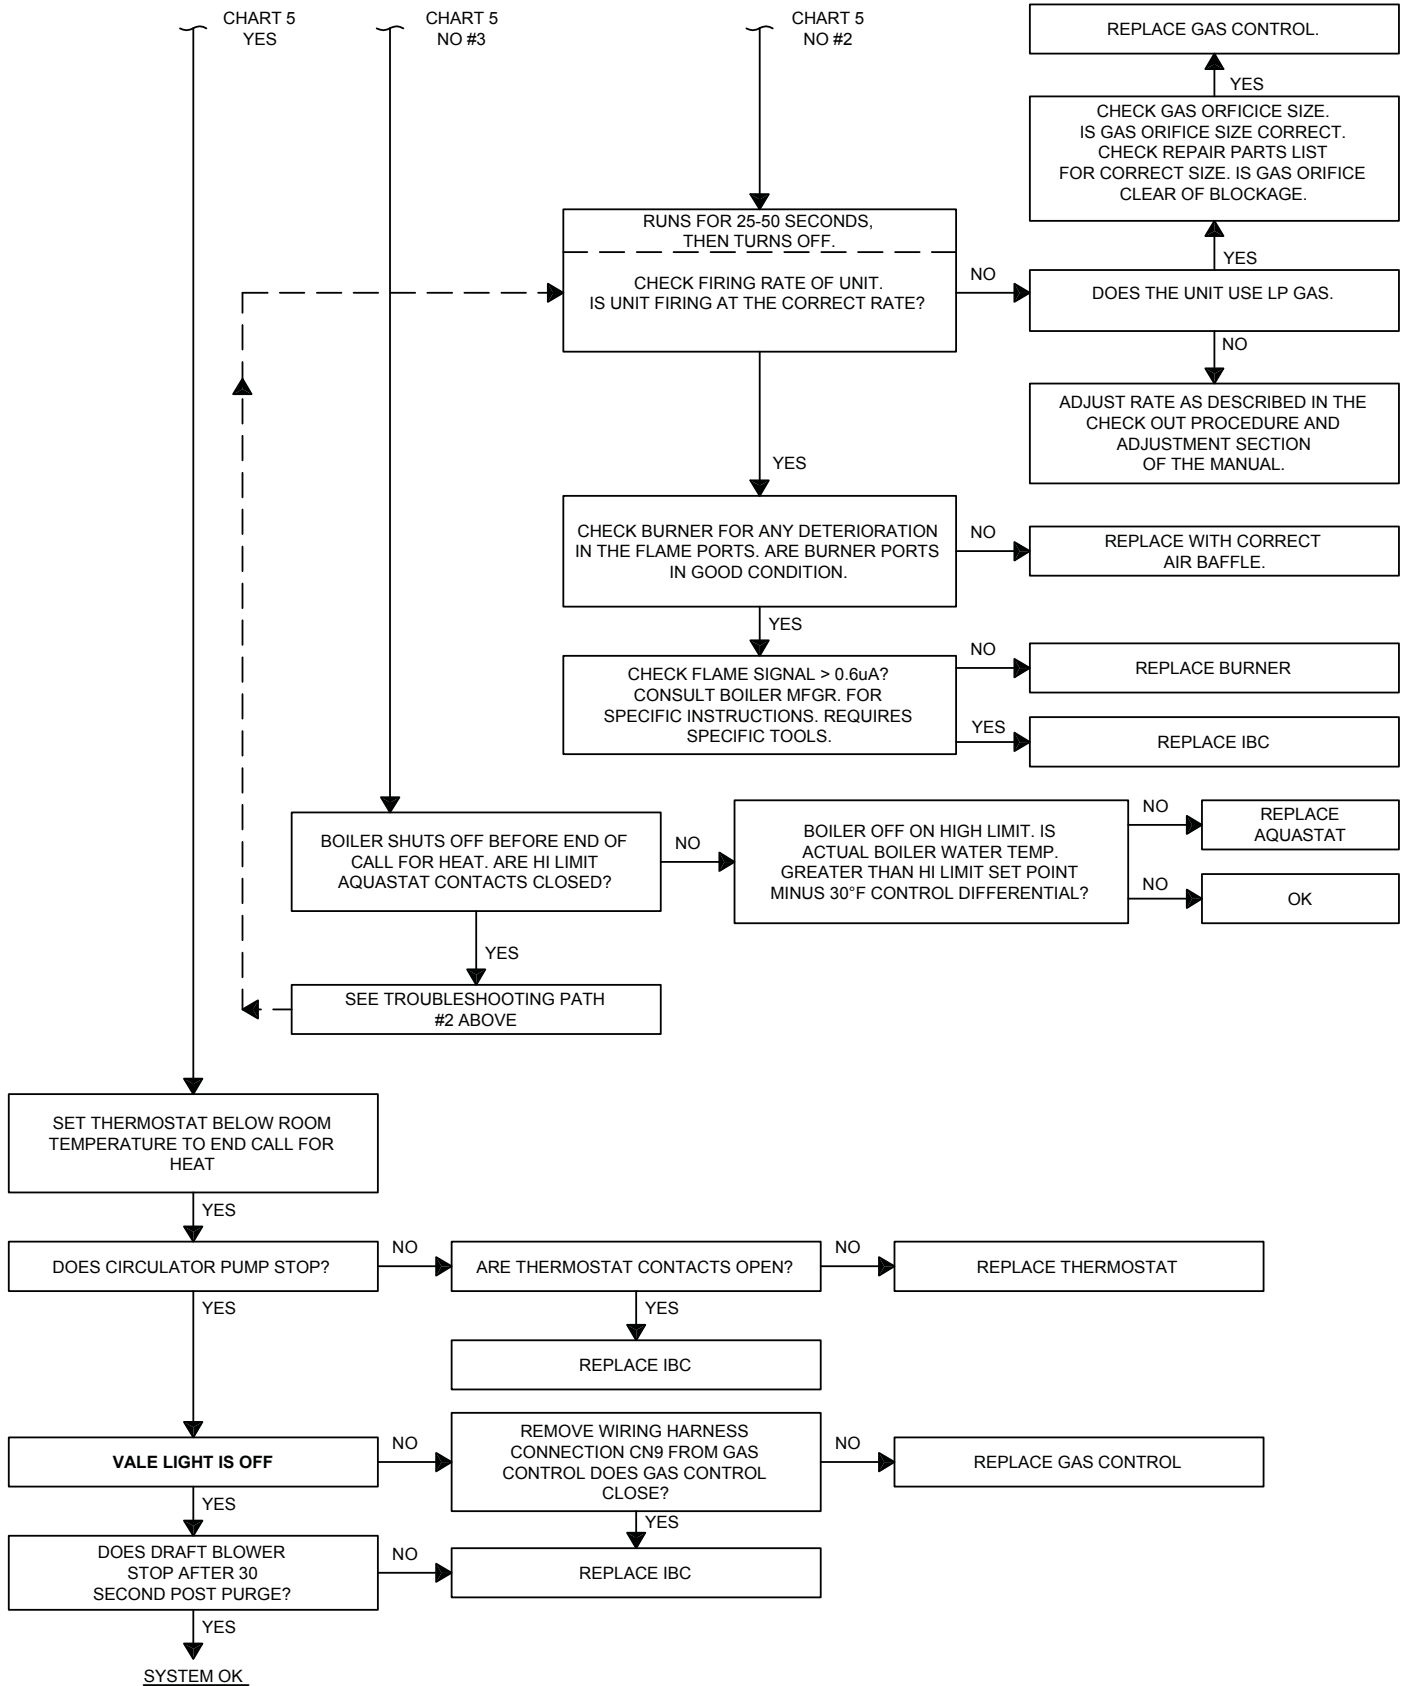 CHART 5
YES
CHART 5
NO #3
CHART 5
NO #2
REPLACE GAS CONTROL.
YES
CHECK GAS ORFICICE SIZE.
IS GAS ORIFICE SIZE CORRECT.
CHECK REPAIR PARTS LIST
FOR CORRECT SIZE. IS GAS ORIFICE
CLEAR OF BLOCKAGE.
YES
RUNS FOR 25-50 SECONDS,
THEN TURNS OFF.
CHECK FIRING RATE OF UNIT.
IS UNIT FIRING AT THE CORRECT RATE?
NO
DOES THE UNIT USE LP GAS.
NO
ADJUST RATE AS DESCRIBED IN THE
CHECK OUT PROCEDURE AND
ADJUSTMENT SECTION
OF THE MANUAL.
YES
CHECK BURNER FOR ANY DETERIORATION
IN THE FLAME PORTS. ARE BURNER PORTS
IN GOOD CONDITION.
NO
REPLACE WITH CORRECT
AIR BAFFLE.
YES
CHECK FLAME SIGNAL > 0.6uA?
CONSULT BOILER MFGR. FOR
SPECIFIC INSTRUCTIONS. REQUIRES
SPECIFIC TOOLS.
NO
REPLACE BURNER
YES
REPLACE IBC
BOILER SHUTS OFF BEFORE END OF
CALL FOR HEAT. ARE HI LIMIT
AQUASTAT CONTACTS CLOSED?
NO
BOILER OFF ON HIGH LIMIT. IS
ACTUAL BOILER WATER TEMP.
GREATER THAN HI LIMIT SET POINT
MINUS 30°F CONTROL DIFFERENTIAL?
NO
REPLACE
AQUASTAT
NO
OK
YES
SEE TROUBLESHOOTING PATH
#2 ABOVE
SET THERMOSTAT BELOW ROOM
TEMPERATURE TO END CALL FOR
HEAT
YES
DOES CIRCULATOR PUMP STOP?
NO
ARE THERMOSTAT CONTACTS OPEN?
NO
REPLACE THERMOSTAT
YES
YES
REPLACE IBC
VALE LIGHT IS OFF
NO
REMOVE WIRING HARNESS
CONNECTION CN9 FROM GAS
CONTROL DOES GAS CONTROL
CLOSE?
NO
REPLACE GAS CONTROL
YES
YES
DOES DRAFT BLOWER
STOP AFTER 30
SECOND POST PURGE?
NO
REPLACE IBC
YES
SYSTEM OK